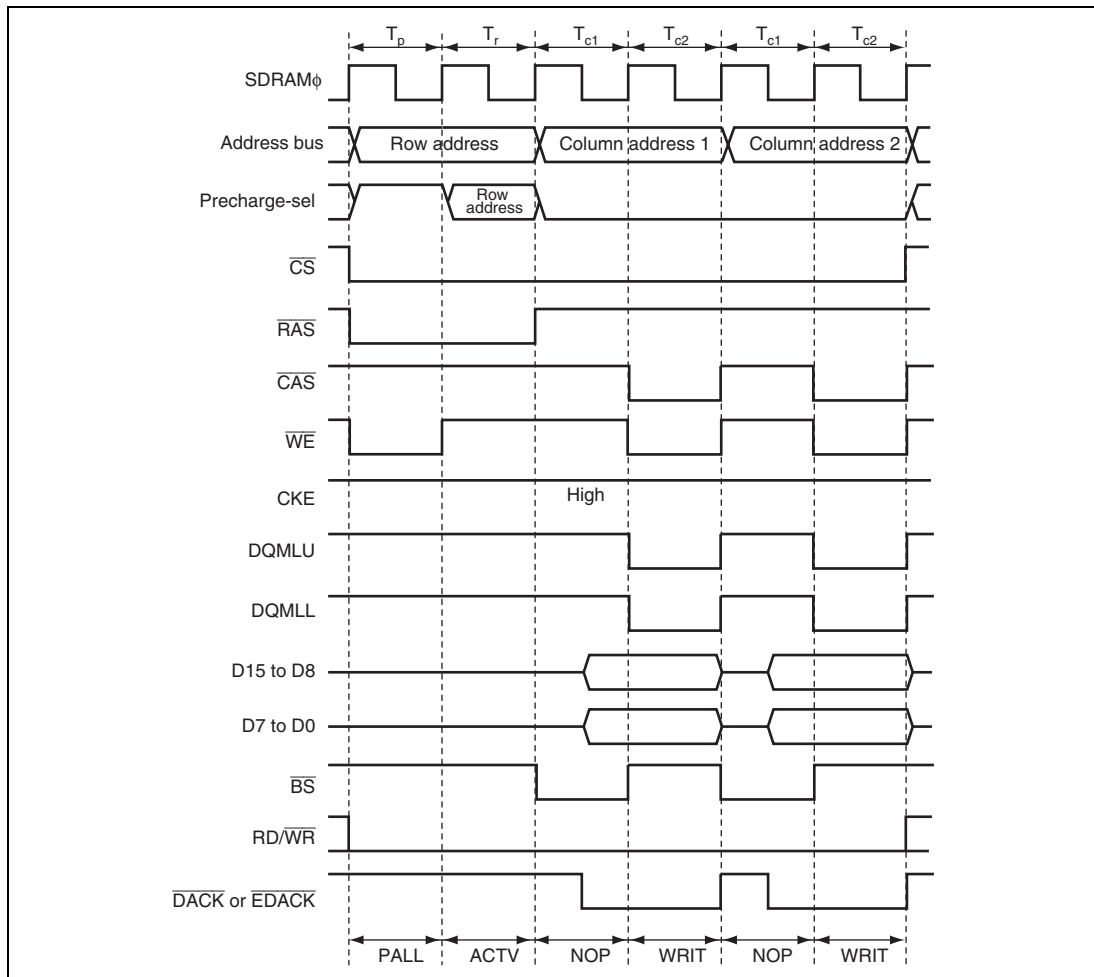 Tp Tr Tc1 Tc2 Tc1 Tc2
SDRAMϕ
Address bus Row address Column address 1 Column address 2
Precharge-sel Row address
CS
RAS
CAS
WE
CKE High
DQMLU
DQMLL
D15 to D8
D7 to D0
BS
RD/WR
DACK or EDACK
PALL ACTV NOP WRIT NOP WRIT